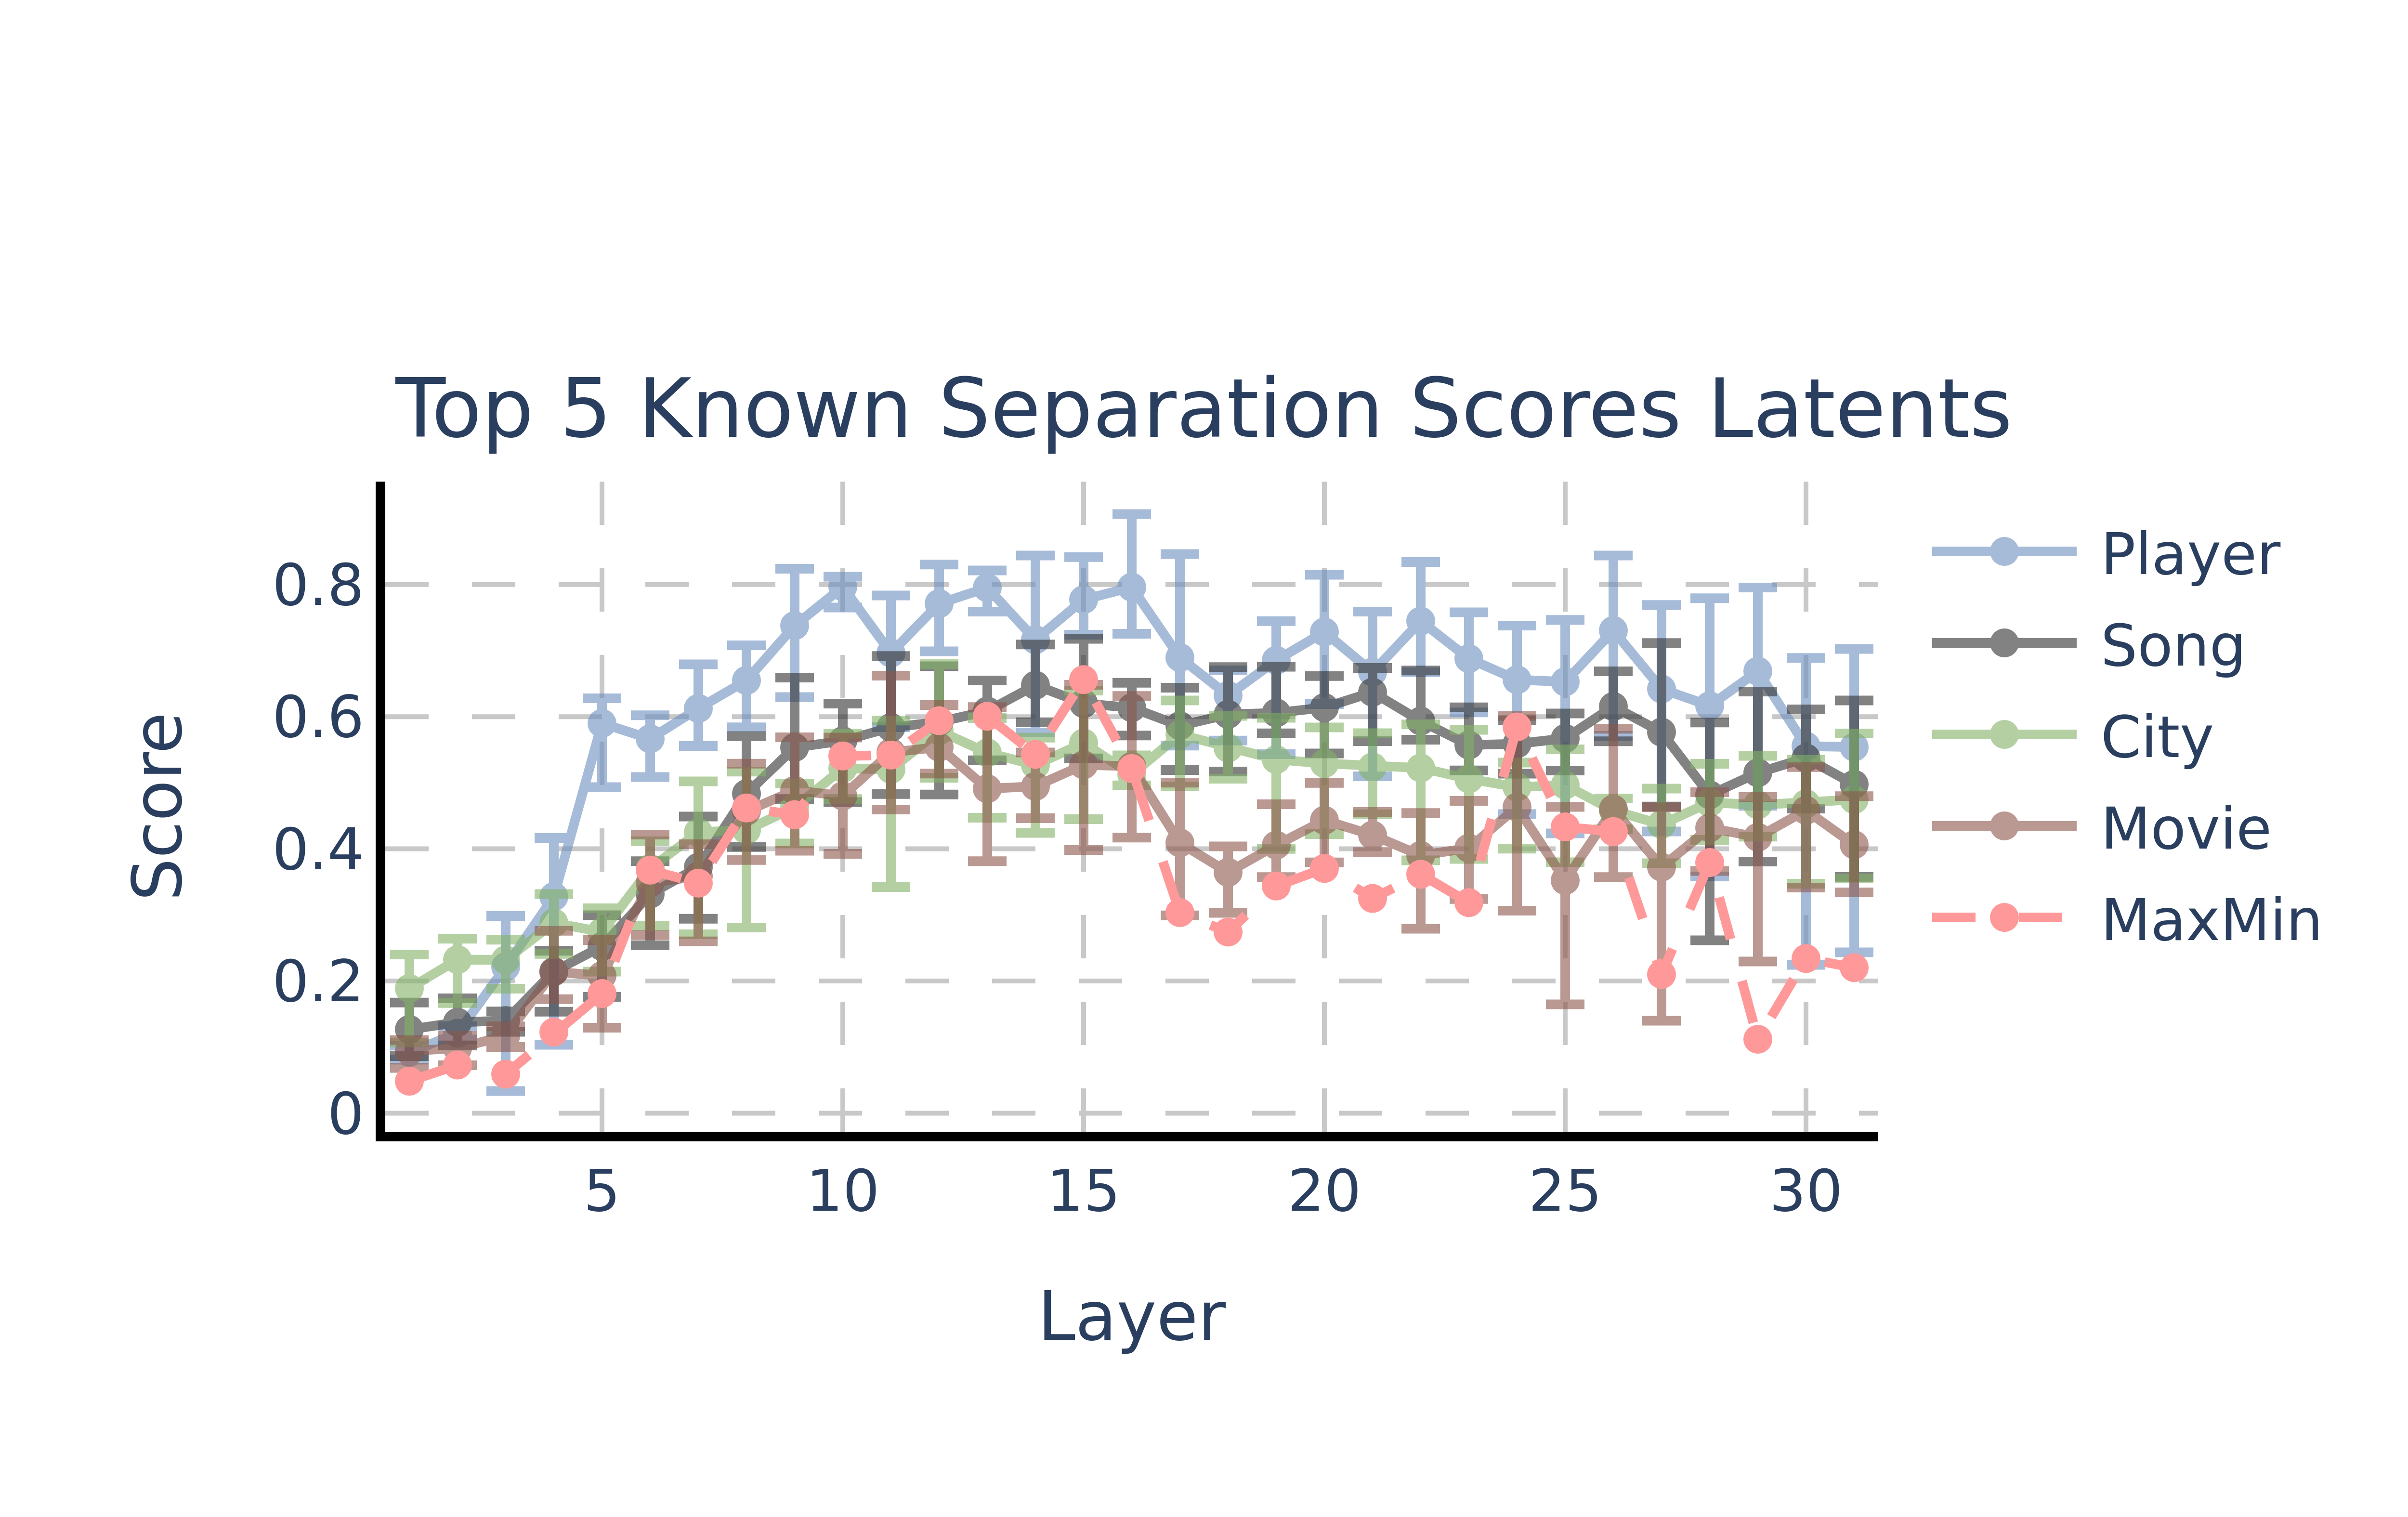 Top 5 Known Separation Scores Latents
Score
0.8
0.6
0.4
0.2
0
5 10 15 20 25 30
Layer
Player
Song
City
Movie
MaxMin